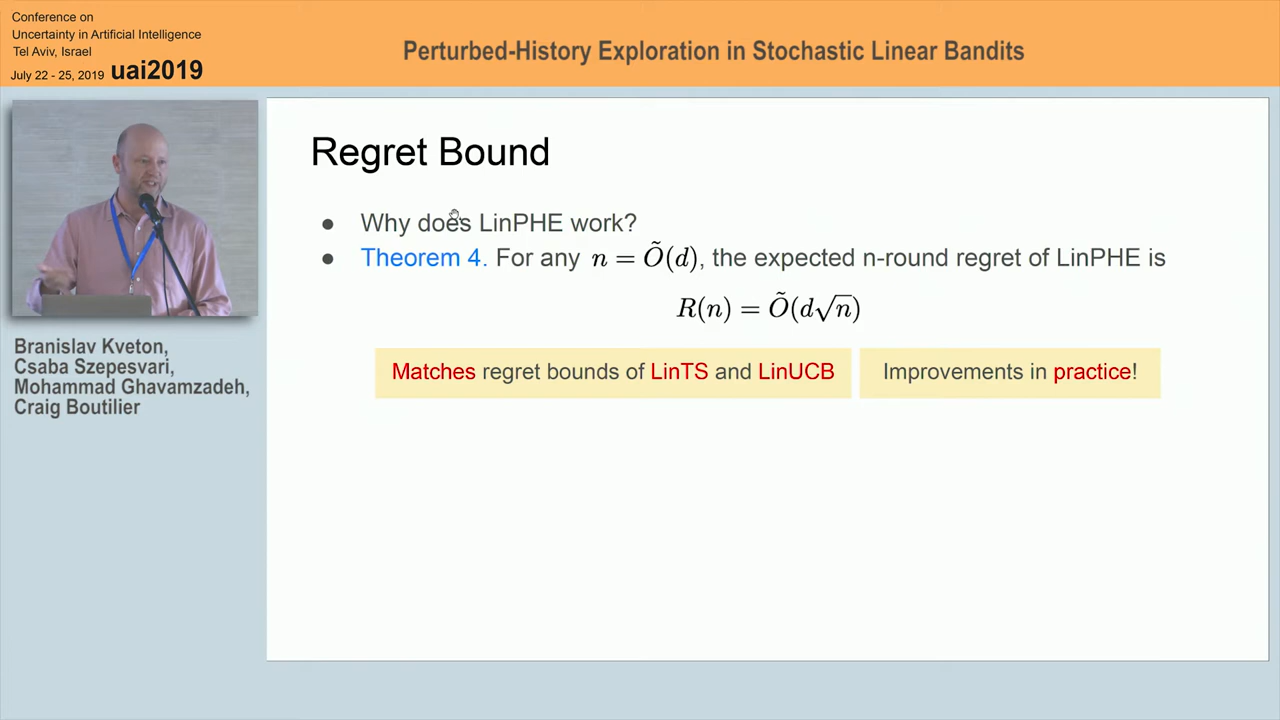 Conference on
Uncertainty in Artificial Intelligence
Tel Aviv, Israel
July 22 - 25, 2019 uai2019
Perturbed-History Exploration in Stochastic Linear Bandits
Branislav Kveton,
Csaba Szepesvari,
Mohammad Ghavamzadeh,
Craig Boutilier
Regret Bound
● Why does LinPHE work?
● Theorem 4. For any n = Õ(d), the expected n-round regret of LinPHE is
R(n) = Õ(d√n)
Matches regret bounds of LinTS and LinUCB
Improvements in practice!